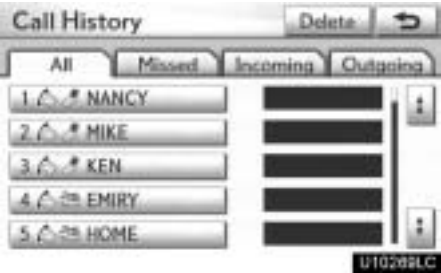 Call History Delete
All Missed Incoming Outgoing
1 NANCY
2 MIKE
3 KEN
4 EMIRY
5 HOME
U10269LC